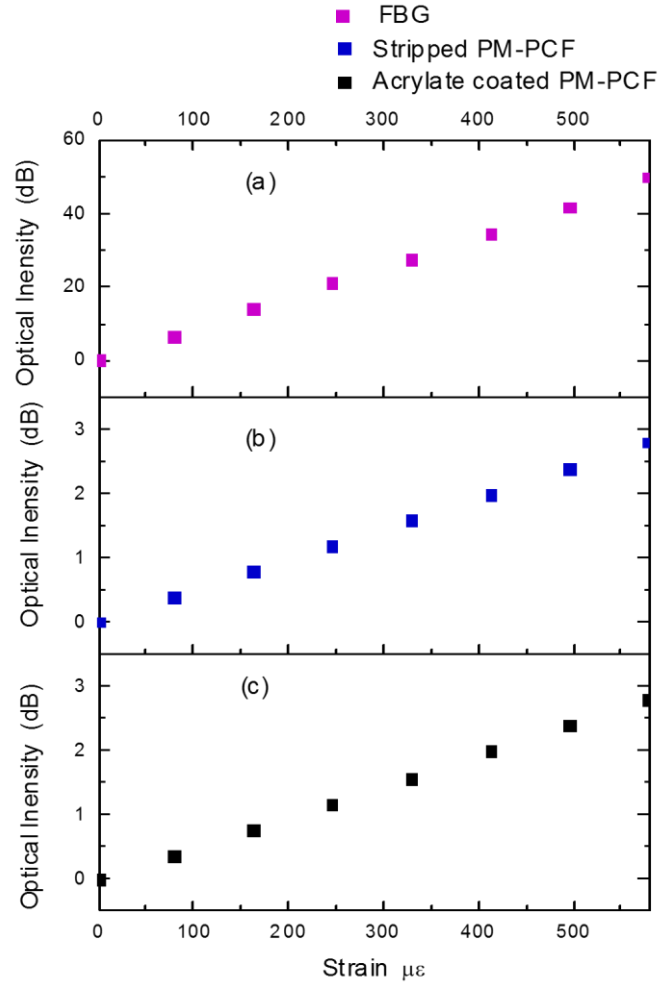 FBG
Stripped PM-PCF
Acrylate coated PM-PCF
0 100 200 300 400 500
60
40
20
0
Optical Inensity (dB)
(a)
3
2
1
0
Optical Inensity (dB)
(b)
3
2
1
0
Optical Inensity (dB)
(c)
0 100 200 300 400 500
Strain με